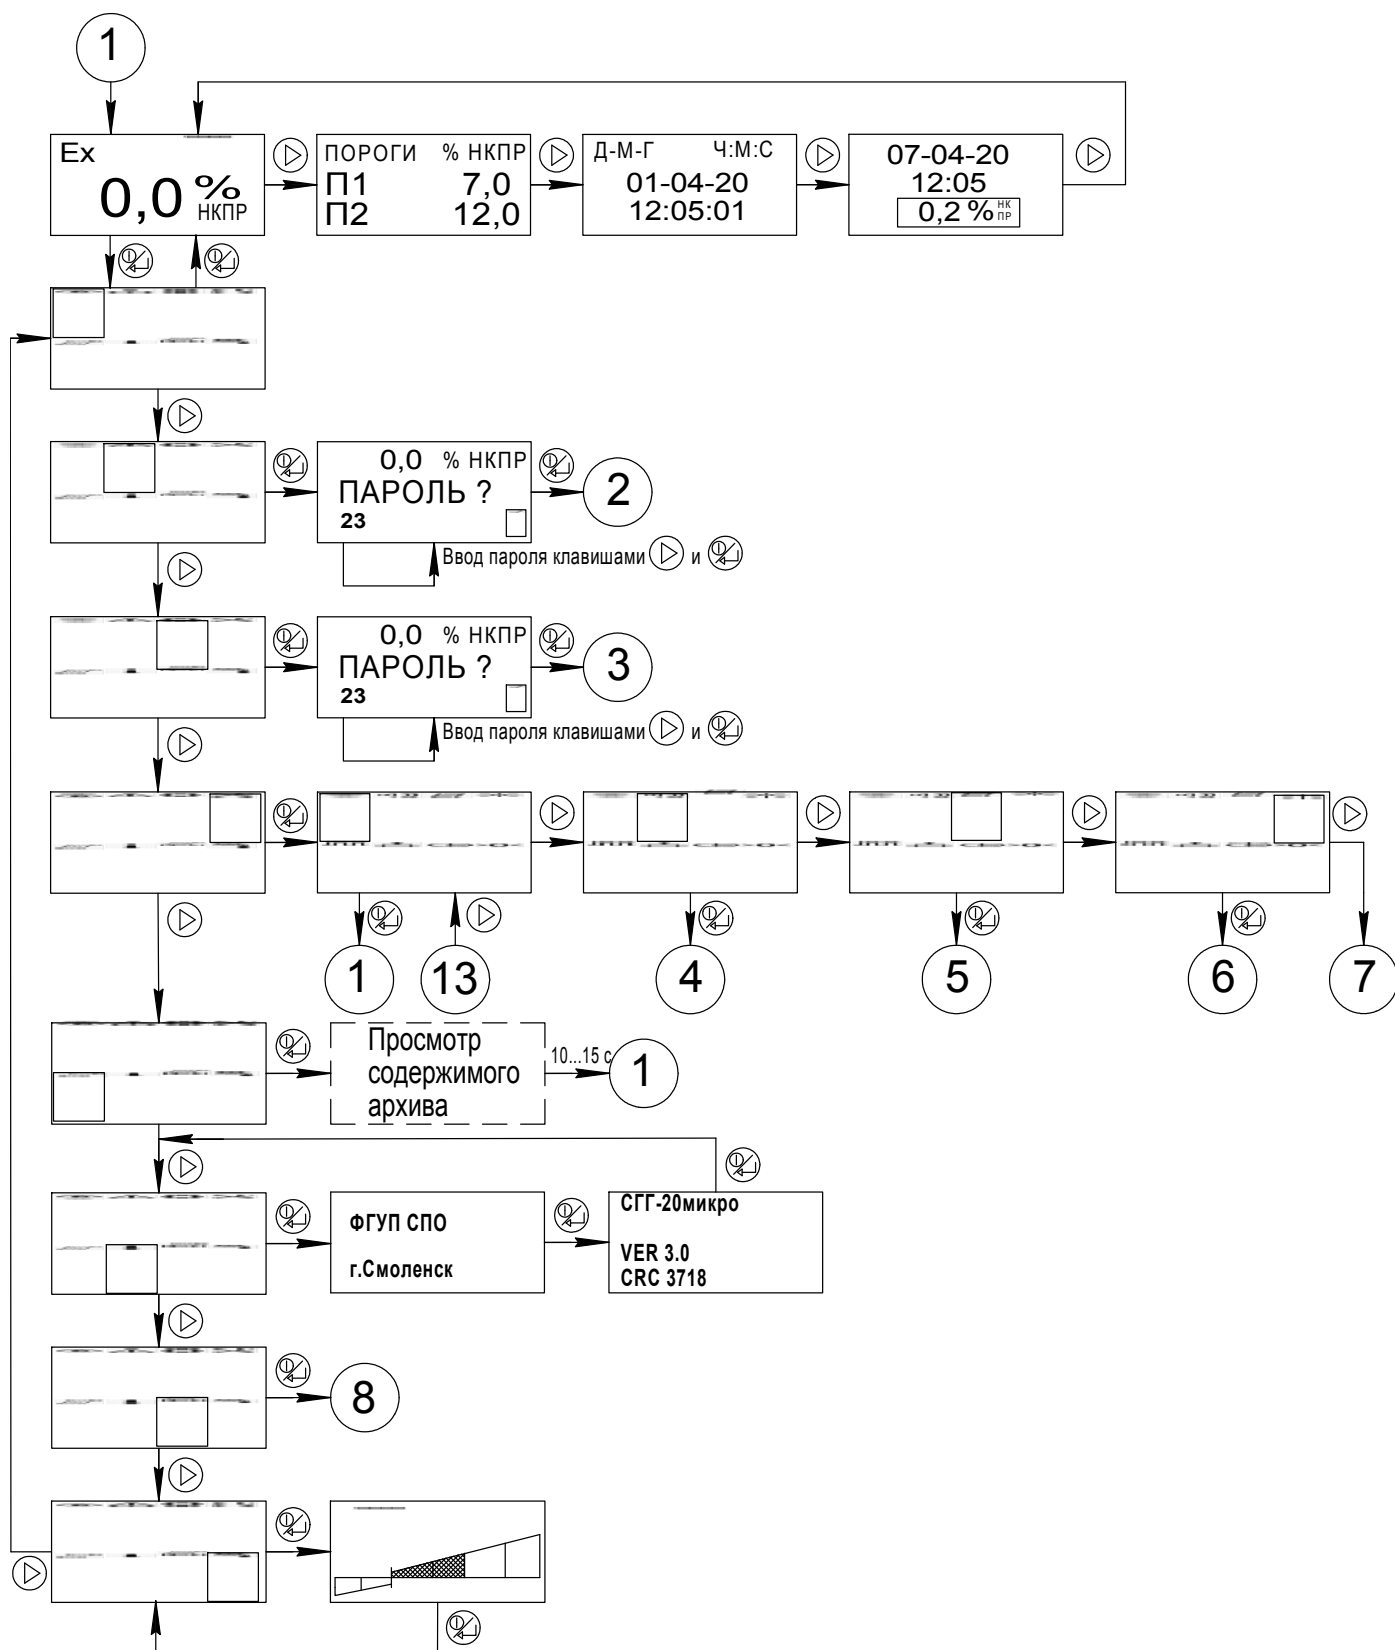 1
Ex
0,0 % НКПР
ПОРОГИ % НКПР
П1 7,0
П2 12,0
Д-М-Г Ч:М:С
01-04-20
12:05:01
07-04-20
12:05
0,2 % НК ПР
0,0 % НКПР
ПАРОЛЬ ?
23
2
Ввод пароля клавишами и
0,0 % НКПР
ПАРОЛЬ ?
23
3
Ввод пароля клавишами и
1
13
4
5
6
7
Просмотр
содержимого
архива
10...15 с
1
ФГУП СПО
г.Смоленск
СГГ-20микро
VER 3.0
CRC 3718
8